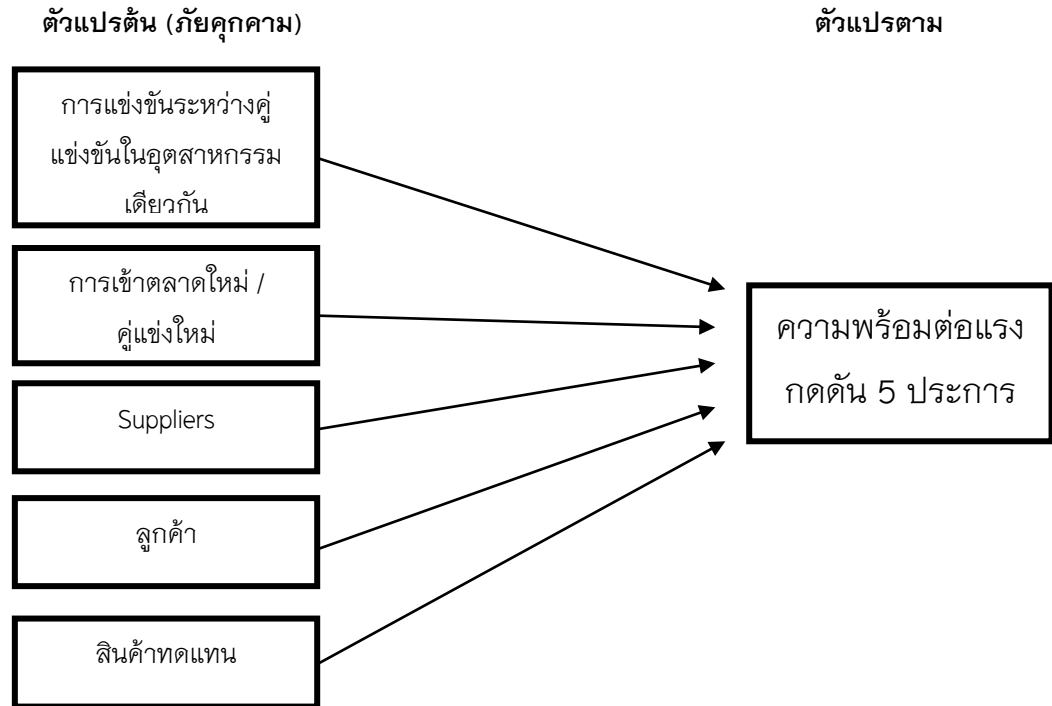 ตัวแปรต้น (ภัยคุกคาม)
ตัวแปรตาม
การแข่งขันระหว่างคู่
แข่งขันในอุตสาหกรรม
เดียวกัน
การเข้าตลาดใหม่ /
คู่แข่งใหม่
Suppliers
ลูกค้า
สินค้าทดแทน
ความพร้อมต่อแรง
กดดัน 5 ประการ